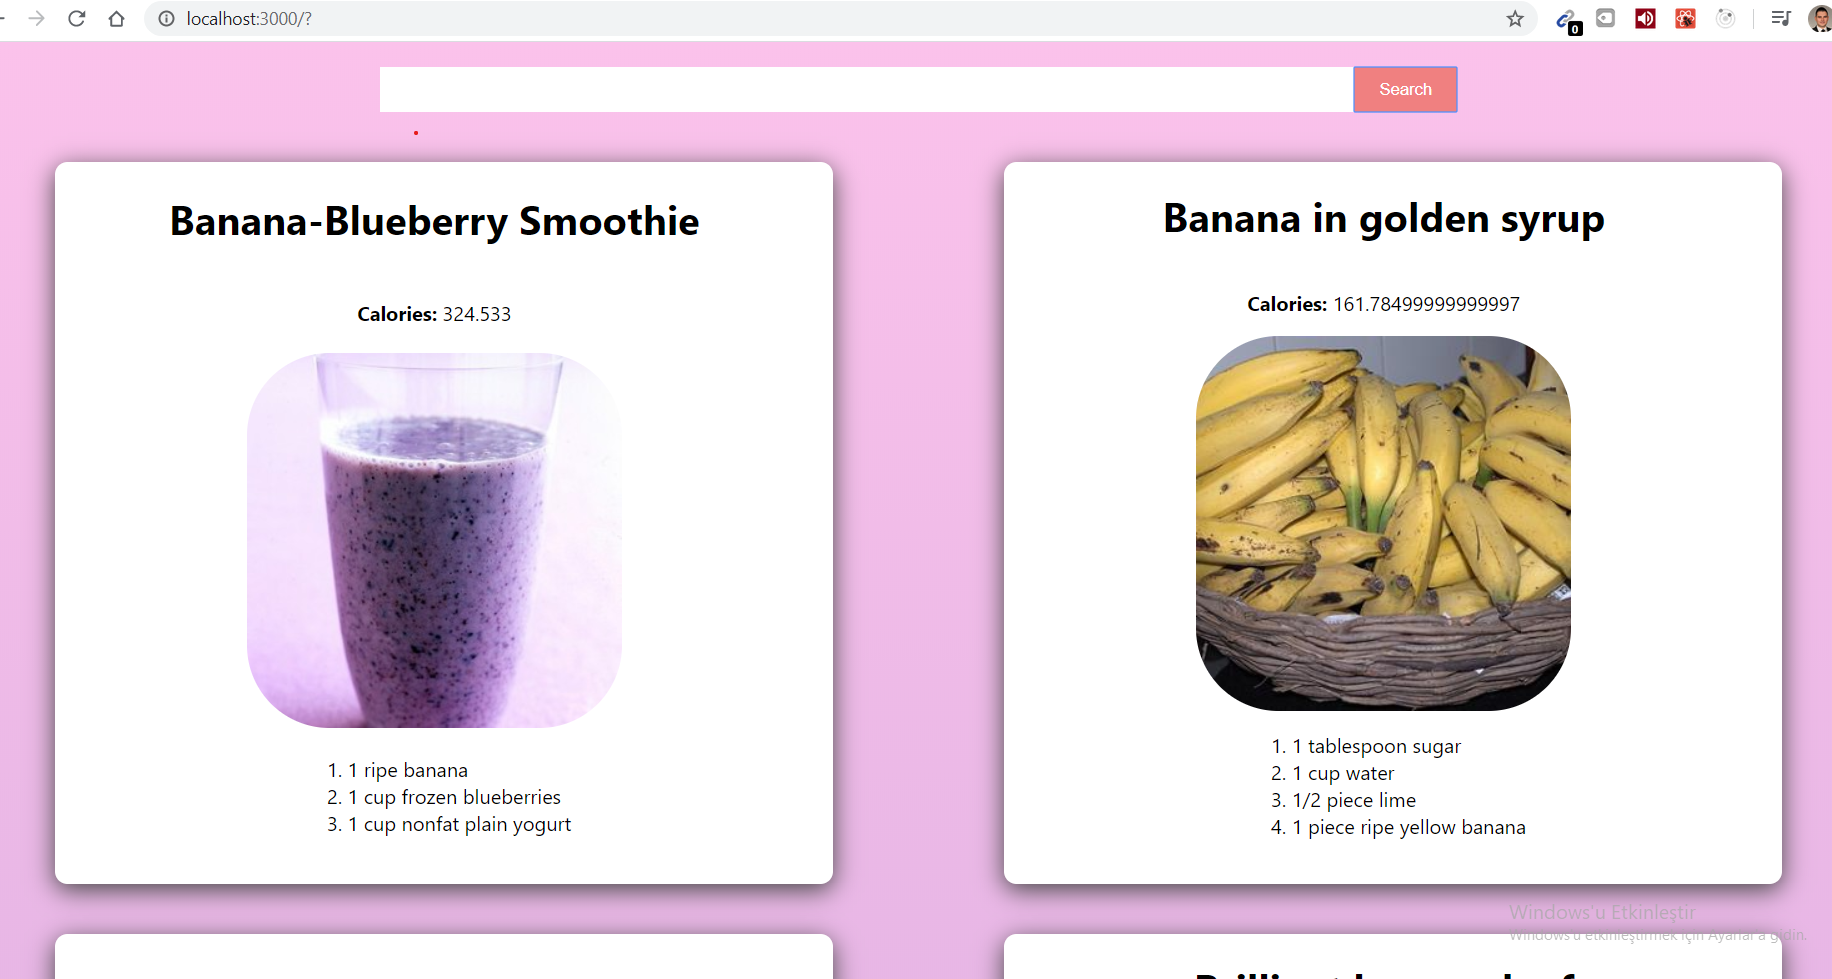 localhost:3000/?
0
Search
Banana-Blueberry Smoothie
Calories: 324.533
1. 1 ripe banana
2. 1 cup frozen blueberries
3. 1 cup nonfat plain yogurt
Banana in golden syrup
Calories: 161.78499999999997
1. 1 tablespoon sugar
2. 1 cup water
3. 1/2 piece lime
4. 1 piece ripe yellow banana
Windows'u Etkinleştir
Windows'u etkinleştirmek için Ayarlar'a gidin.